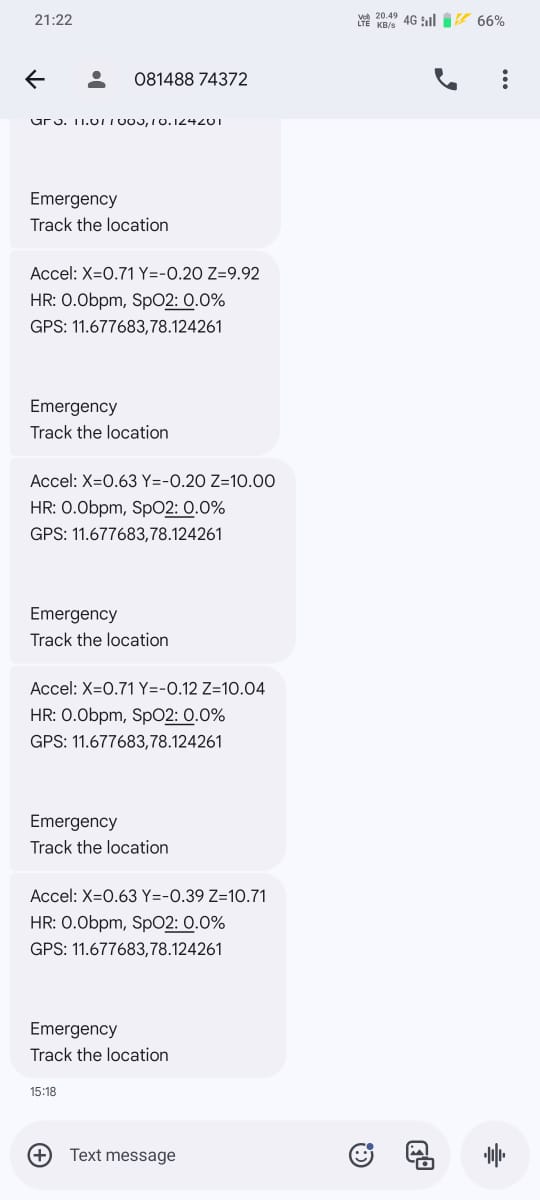 21:22
Vo) LTE 20.49 KB/s 4G 66%
081488 74372
GPS: 11.677683,78.124261
Emergency
Track the location
Accel: X=0.71 Y=-0.20 Z=9.92
HR: 0.0bpm, SpO2: 0.0%
GPS: 11.677683,78.124261
Emergency
Track the location
Accel: X=0.63 Y=-0.20 Z=10.00
HR: 0.0bpm, SpO2: 0.0%
GPS: 11.677683,78.124261
Emergency
Track the location
Accel: X=0.71 Y=-0.12 Z=10.04
HR: 0.0bpm, SpO2: 0.0%
GPS: 11.677683,78.124261
Emergency
Track the location
Accel: X=0.63 Y=-0.39 Z=10.71
HR: 0.0bpm, SpO2: 0.0%
GPS: 11.677683,78.124261
Emergency
Track the location
15:18
Text message